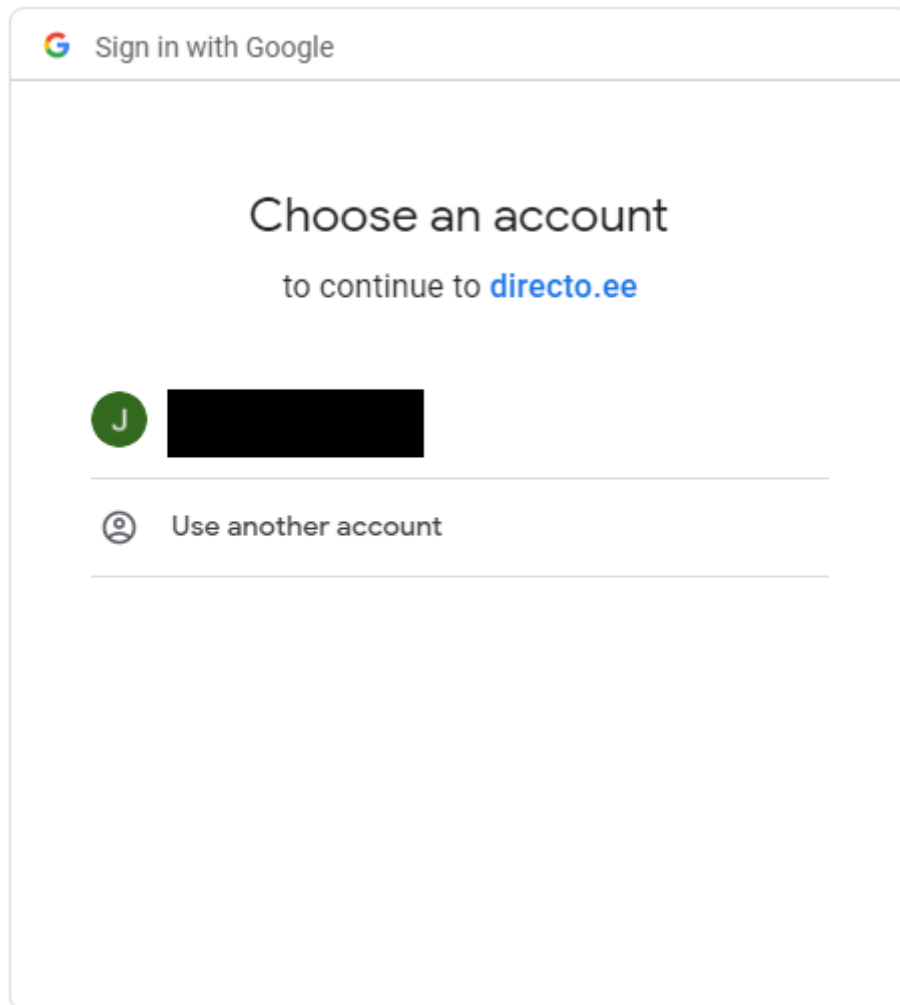 Sign in with Google
Choose an account
to continue to directo.ee
J
Use another account